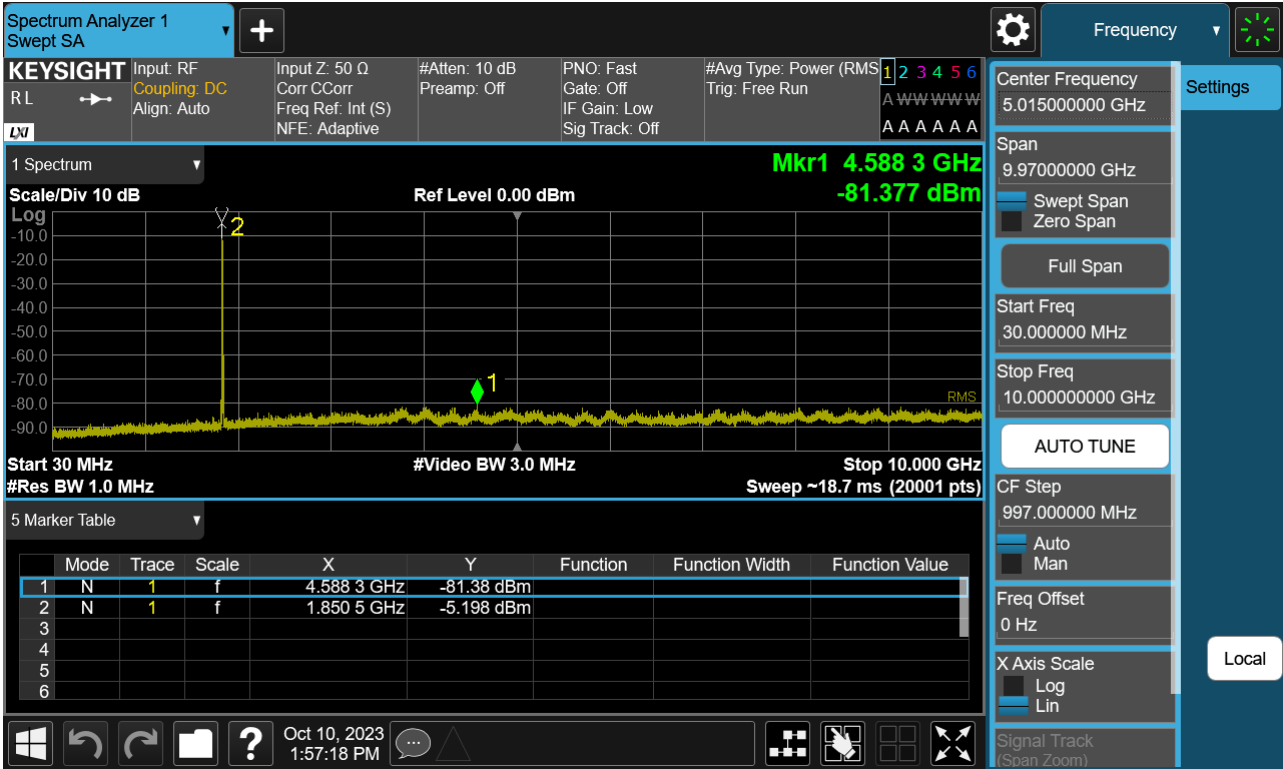 Spectrum Analyzer 1
Swept SA
+
Frequency
KEYSIGHT
R L
LXI
Input: RF
Coupling: DC
Align: Auto
Input Z: 50 Ω
Corr CCorr
Freq Ref: Int (S)
NFE: Adaptive
#Atten: 10 dB
Preamp: Off
PNO: Fast
Gate: Off
IF Gain: Low
Sig Track: Off
#Avg Type: Power (RMS
Trig: Free Run
1 2 3 4 5 6
A W W W W W
A A A A A A
1 Spectrum
Mkr1 4.588 3 GHz
-81.377 dBm
Scale/Div 10 dB
Ref Level 0.00 dBm
Log
-10.0
-20.0
-30.0
-40.0
-50.0
-60.0
-70.0
-80.0
-90.0
2
1
RMS
Start 30 MHz
#Video BW 3.0 MHz
Stop 10.000 GHz
#Res BW 1.0 MHz
Sweep ~18.7 ms (20001 pts)
5 Marker Table
Mode Trace Scale X Y Function Function Width Function Value
1 N 1 f 4.588 3 GHz -81.38 dBm
2 N 1 f 1.850 5 GHz -5.198 dBm
3
4
5
6
?
Oct 10, 2023
1:57:18 PM
Center Frequency
5.015000000 GHz
Span
9.97000000 GHz
Swept Span
Zero Span
Full Span
Start Freq
30.000000 MHz
Stop Freq
10.000000000 GHz
AUTO TUNE
CF Step
997.000000 MHz
Auto
Man
Freq Offset
0 Hz
X Axis Scale
Log
Lin
Signal Track
(Span Zoom)
Settings
Local